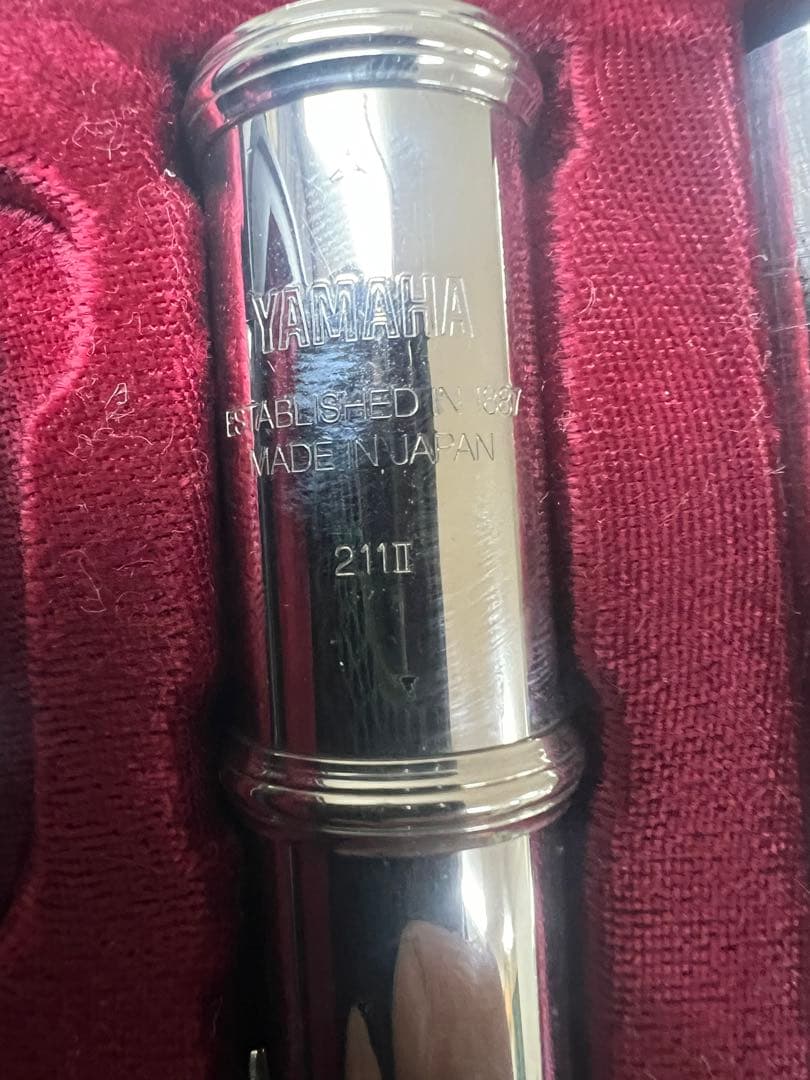 YAMAHA
ESTABLISHED IN 1887
MADE IN JAPAN
211II